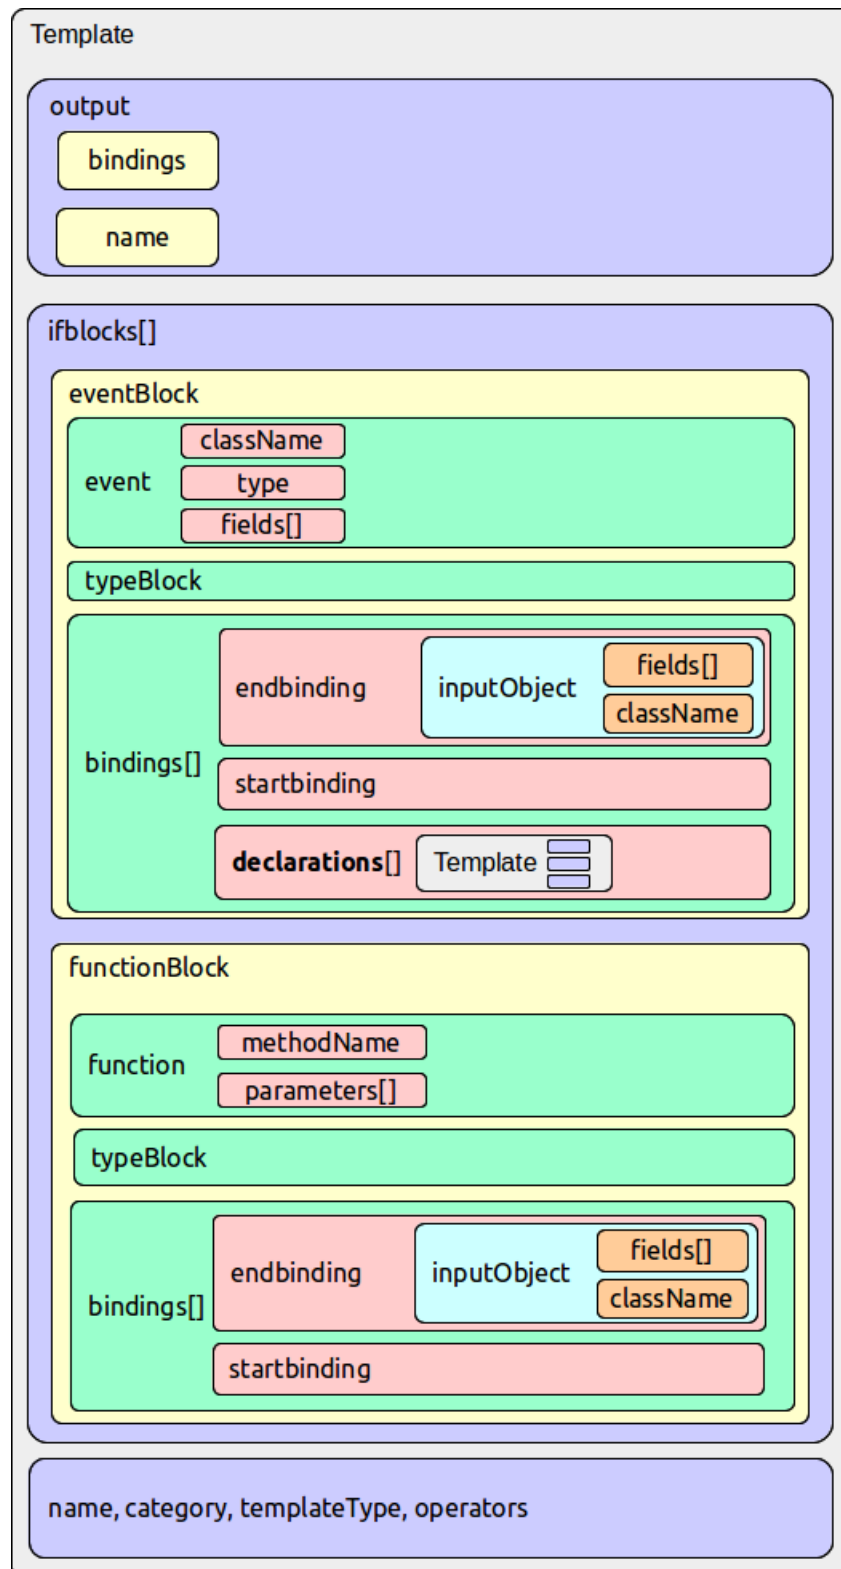 Template
output
bindings
name
ifblocks[]
eventBlock
className
event
type
fields[]
typeBlock
fields[]
endbinding
inputObject
className
bindings[]
startbinding
declarations[]
Template
functionBlock
methodName
function
parameters[]
typeBlock
fields[]
endbinding
inputObject
className
bindings[]
startbinding
name, category, templateType, operators